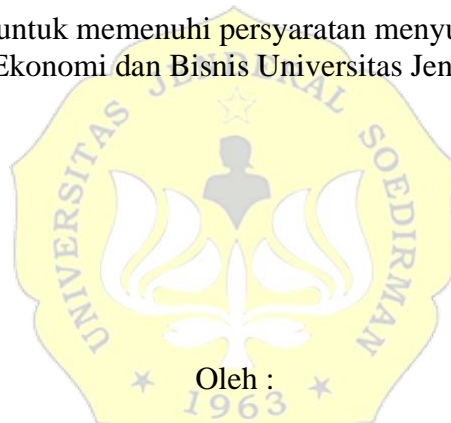 untuk memenuhi persyaratan menyu
Ekonomi dan Bisnis Universitas Jen
UNIVERSITAS JENDERAL SOEDIRMAN
Oleh :
1963